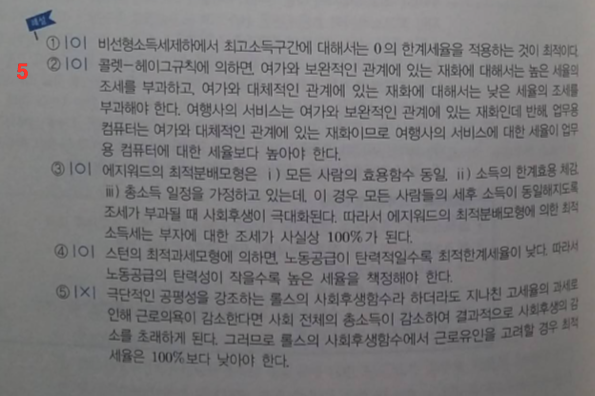 해설
① |O| 비선형소득세제하에서 최고소득구간에 대해서는 0의 한계세율을 적용하는 것이 최적이다.
5
② |O| 콜렛-헤이그규칙에 의하면, 여가와 보완적인 관계에 있는 재화에 대해서는 높은 세율의
조세를 부과하고, 여가와 대체적인 관계에 있는 재화에 대해서는 낮은 세율의 조세를
부과해야 한다. 여행사의 서비스는 여가와 보완적인 관계에 있는 재화인데 반해, 업무용
컴퓨터는 여가와 대체적인 관계에 있는 재화이므로 여행사의 서비스에 대한 세율이 업무
용 컴퓨터에 대한 세율보다 높아야 한다.
③ |O| 에지워드의 최적분배모형은 ⅰ) 모든 사람의 효용함수 동일, ⅱ) 소득의 한계효용 체감,
ⅲ) 총소득 일정을 가정하고 있는데, 이 경우 모든 사람들의 세후 소득이 동일해지도록
조세가 부과될 때 사회후생이 극대화된다. 따라서 에지워드의 최적분배모형에 의한 최적
소득세는 부자에 대한 조세가 사실상 100%가 된다.
④ |O| 스턴의 최적과세모형에 의하면, 노동공급이 탄력적일수록 최적한계세율이 낮다. 따라서
노동공급의 탄력성이 작을수록 높은 세율을 책정해야 한다.
⑤ |X| 극단적인 공평성을 강조하는 롤스의 사회후생함수라 하더라도 지나친 고세율의 과세로
인해 근로의욕이 감소한다면 사회 전체의 총소득이 감소하여 결과적으로 사회후생의 감
소를 초래하게 된다. 그러므로 롤스의 사회후생함수에서 근로유인을 고려할 경우 최적
세율은 100%보다 낮아야 한다.